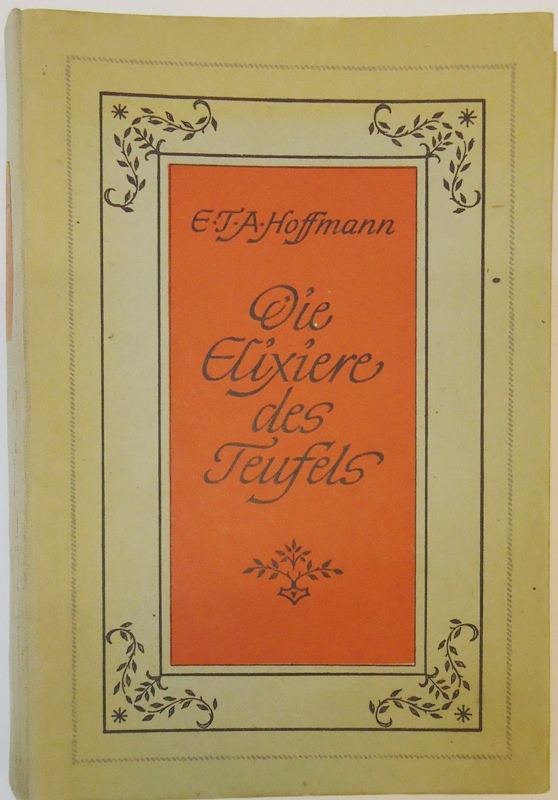 E·T·A·Hoffmann
Die
Elixiere
des
Teufels